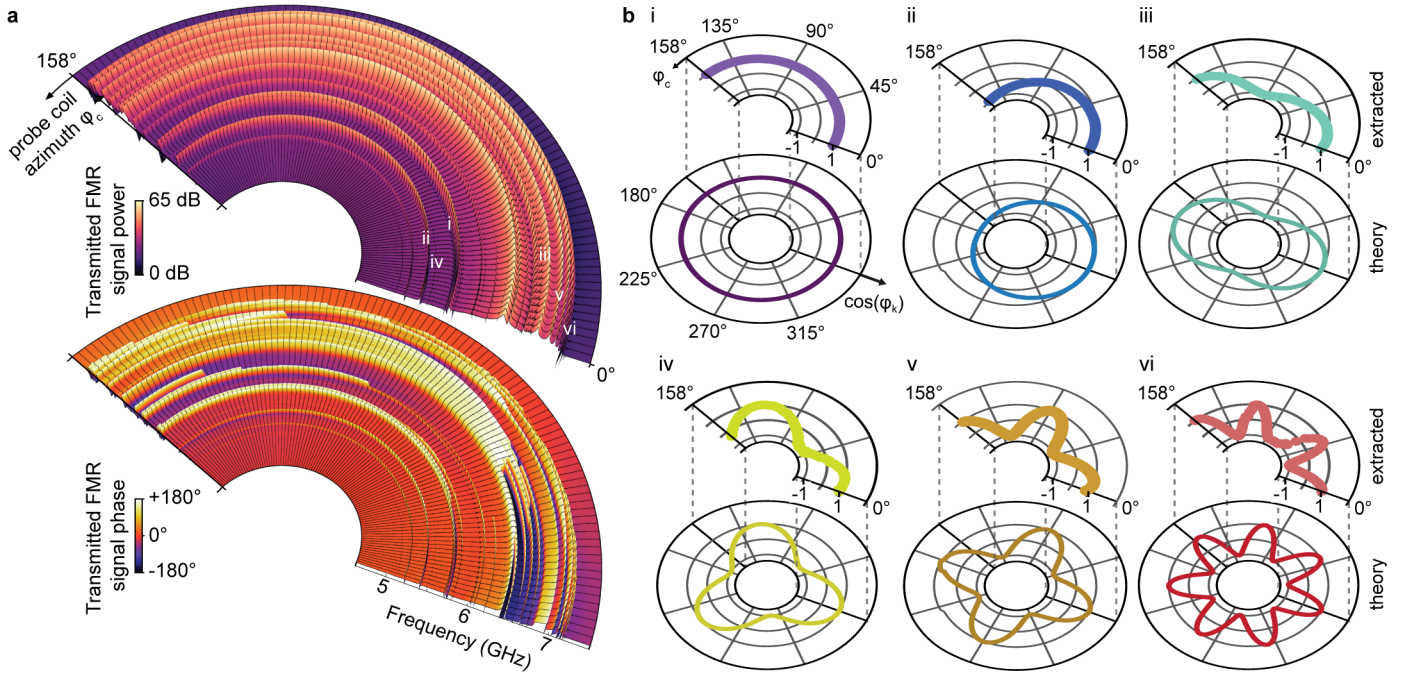 a
158°
probe coil
azimuth φc
Transmitted FMR
signal power
65 dB
0 dB
i
ii
iii
iv
v
vi
0°
Transmitted FMR
signal phase
+180°
0°
-180°
5
6
7
Frequency (GHz)
b
i
158°
135°
90°
45°
0°
φc
-1
1
180°
225°
270°
315°
cos(φk)
ii
158°
-1
1
0°
iii
158°
-1
1
0°
extracted
theory
iv
158°
-1
1
0°
v
158°
-1
1
0°
vi
158°
-1
1
0°
extracted
theory